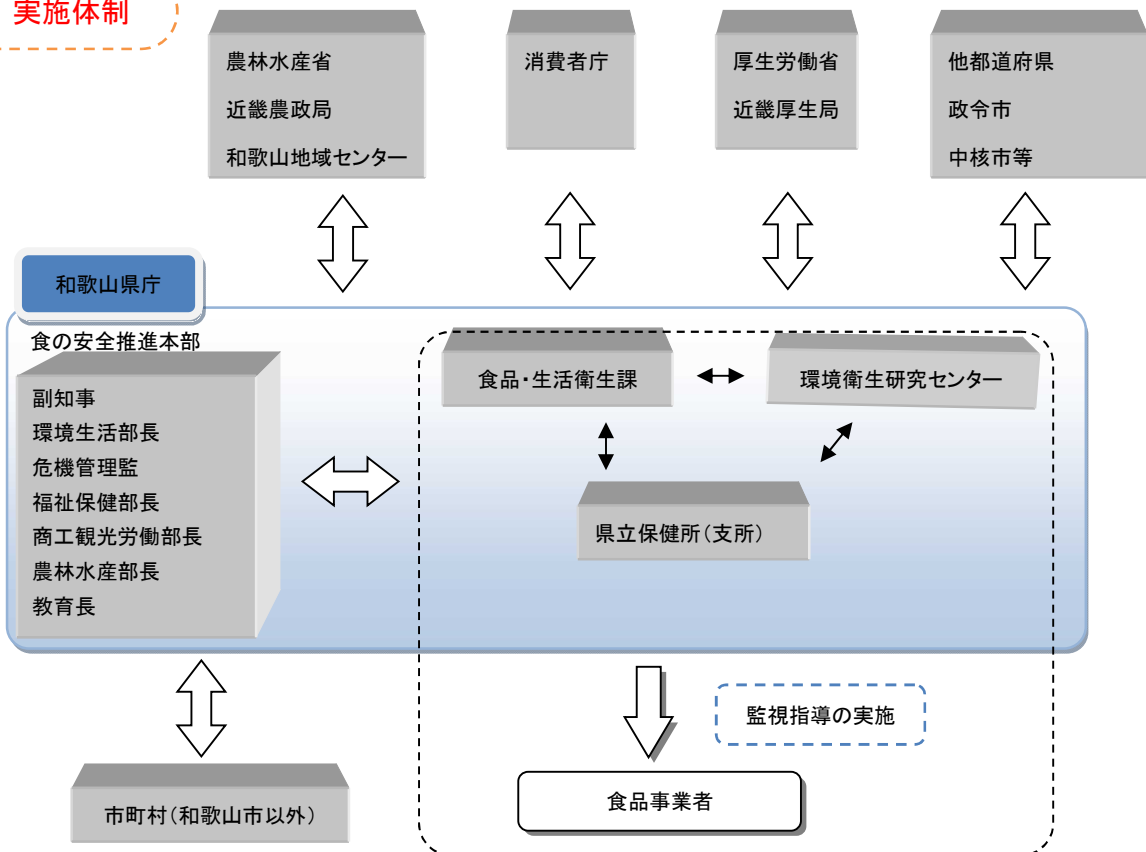 実施体制
農林水産省
近畿農政局
和歌山地域センター
消費者庁
厚生労働省
近畿厚生局
他都道府県
政令市
中核市等
和歌山県庁
食の安全推進本部
副知事
環境生活部長
危機管理監
福祉保健部長
商工観光労働部長
農林水産部長
教育長
食品・生活衛生課
環境衛生研究センター
県立保健所（支所）
監視指導の実施
食品事業者
市町村（和歌山市以外）